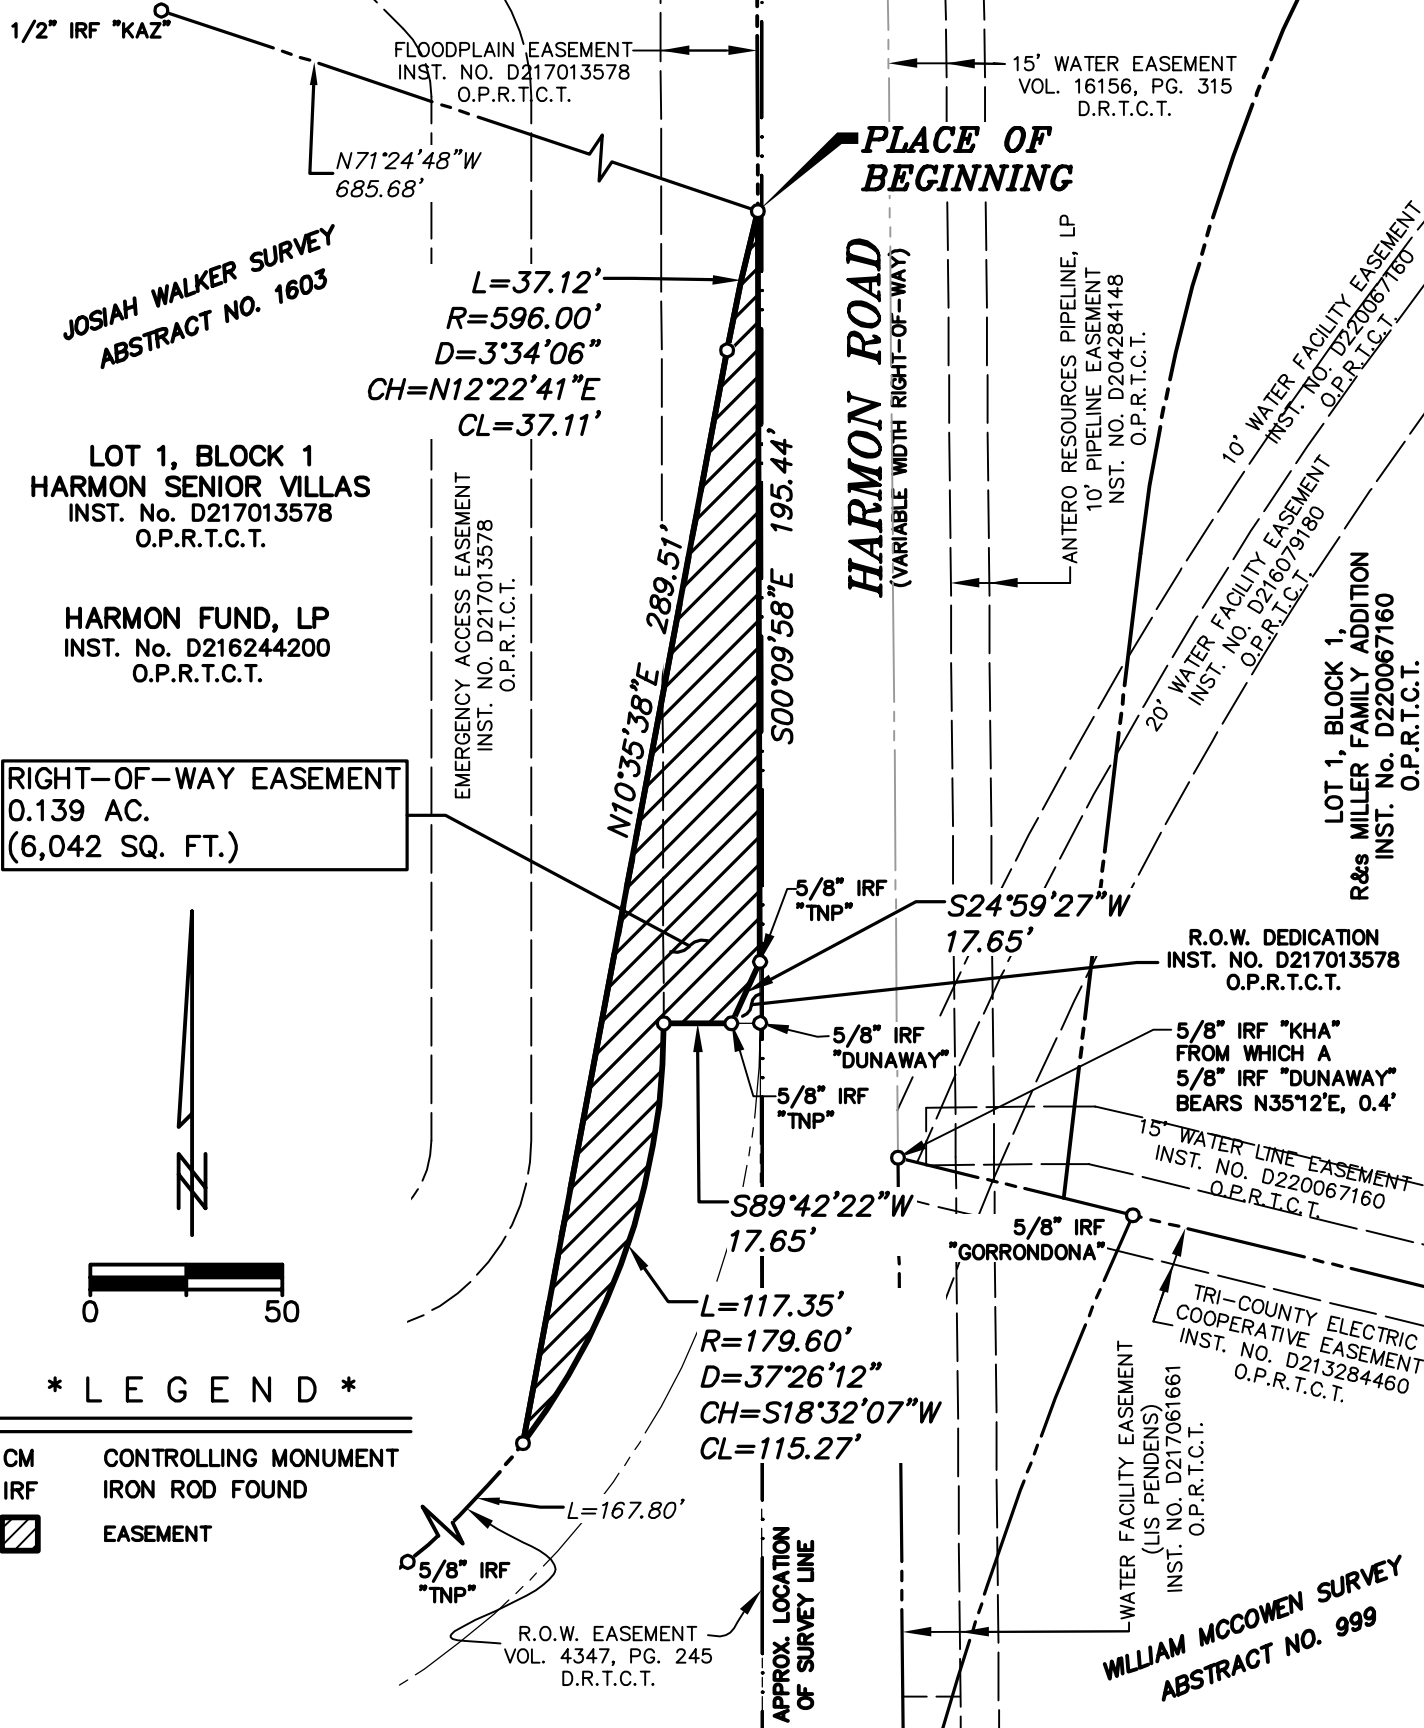 1/2" IRF "KAZ"
FLOODPLAIN EASEMENT
INST. NO. D217013578
O.P.R.T.C.T.
15' WATER EASEMENT
VOL. 16156, PG. 315
D.R.T.C.T.
PLACE OF
BEGINNING
N71°24'48"W
685.68'
JOSIAH WALKER SURVEY
ABSTRACT NO. 1603
L=37.12'
R=596.00'
D=3°34'06"
CH=N12°22'41"E
CL=37.11'
HARMON ROAD
(VARIABLE WIDTH RIGHT-OF-WAY)
ANTERO RESOURCES PIPELINE, LP
10' PIPELINE EASEMENT
NST. NO. D204284148
O.P.R.T.C.T.
10' WATER FACILITY EASEMENT
INST. NO. D220067160
O.P.R.T.C.T.
20' WATER FACILITY EASEMENT
INST. NO. D216079180
O.P.R.T.C.T.
LOT 1, BLOCK 1
HARMON SENIOR VILLAS
INST. No. D217013578
O.P.R.T.C.T.
HARMON FUND, LP
INST. No. D216244200
O.P.R.T.C.T.
EMERGENCY ACCESS EASEMENT
INST. NO. D217013578
O.P.R.T.C.T.
N10°35'38"E 289.51'
S00°09'58"E 195.44'
LOT 1, BLOCK 1,
R&S MILLER FAMILY ADDITION
INST. No. D220067160
O.P.R.T.C.T.
RIGHT-OF-WAY EASEMENT
0.139 AC.
(6,042 SQ. FT.)
5/8" IRF
"TNP"
S24°59'27"W
17.65'
R.O.W. DEDICATION
INST. NO. D217013578
O.P.R.T.C.T.
5/8" IRF
"DUNAWAY"
5/8" IRF
"TNP"
5/8" IRF "KHA"
FROM WHICH A
5/8" IRF "DUNAWAY"
BEARS N35°12'E, 0.4'
15' WATER LINE EASEMENT
INST. NO. D220067160
O.P.R.T.C.T.
S89°42'22"W
17.65'
5/8" IRF
"GORRONDONA"
N
0 50
L=117.35'
R=179.60'
D=37°26'12"
CH=S18°32'07"W
CL=115.27'
TRI-COUNTY ELECTRIC
COOPERATIVE EASEMENT
INST. NO. D213284460
O.P.R.T.C.T.
* L E G E N D *
CM CONTROLLING MONUMENT
IRF IRON ROD FOUND
EASEMENT
L=167.80'
5/8" IRF
"TNP"
R.O.W. EASEMENT
VOL. 4347, PG. 245
D.R.T.C.T.
APPROX. LOCATION
OF SURVEY LINE
WATER FACILITY EASEMENT
(LIS PENDENS)
INST. NO. D217061661
O.P.R.T.C.T.
WILLIAM MCCOWEN SURVEY
ABSTRACT NO. 999